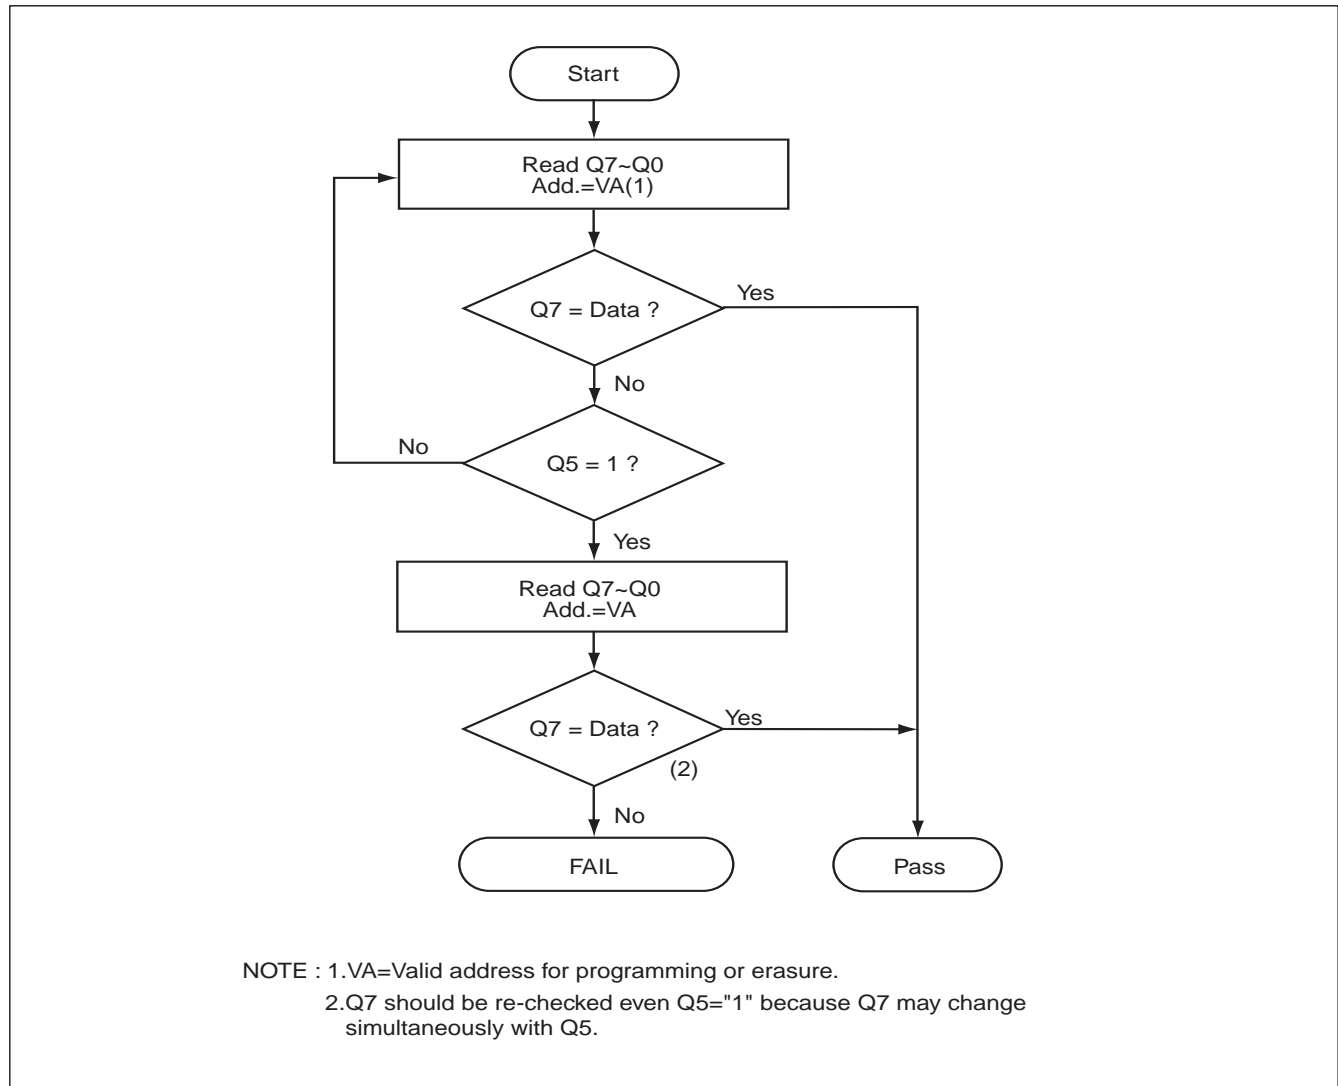 Start
Read Q7~Q0
Add.=VA(1)
Q7 = Data ?
Yes
No
No
Q5 = 1 ?
Yes
Read Q7~Q0
Add.=VA
Q7 = Data ?
Yes
(2)
No
FAIL
Pass
NOTE : 1.VA=Valid address for programming or erasure.
2.Q7 should be re-checked even Q5="1" because Q7 may change
simultaneously with Q5.